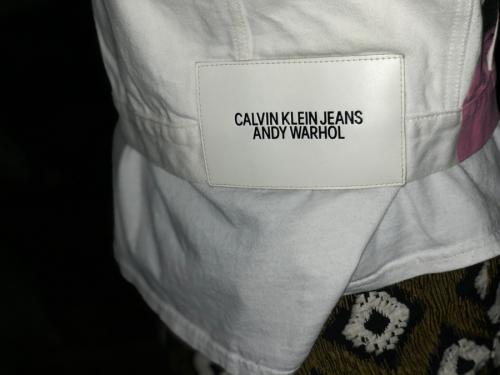 CALVIN KLEIN JEANS
ANDY WARHOL